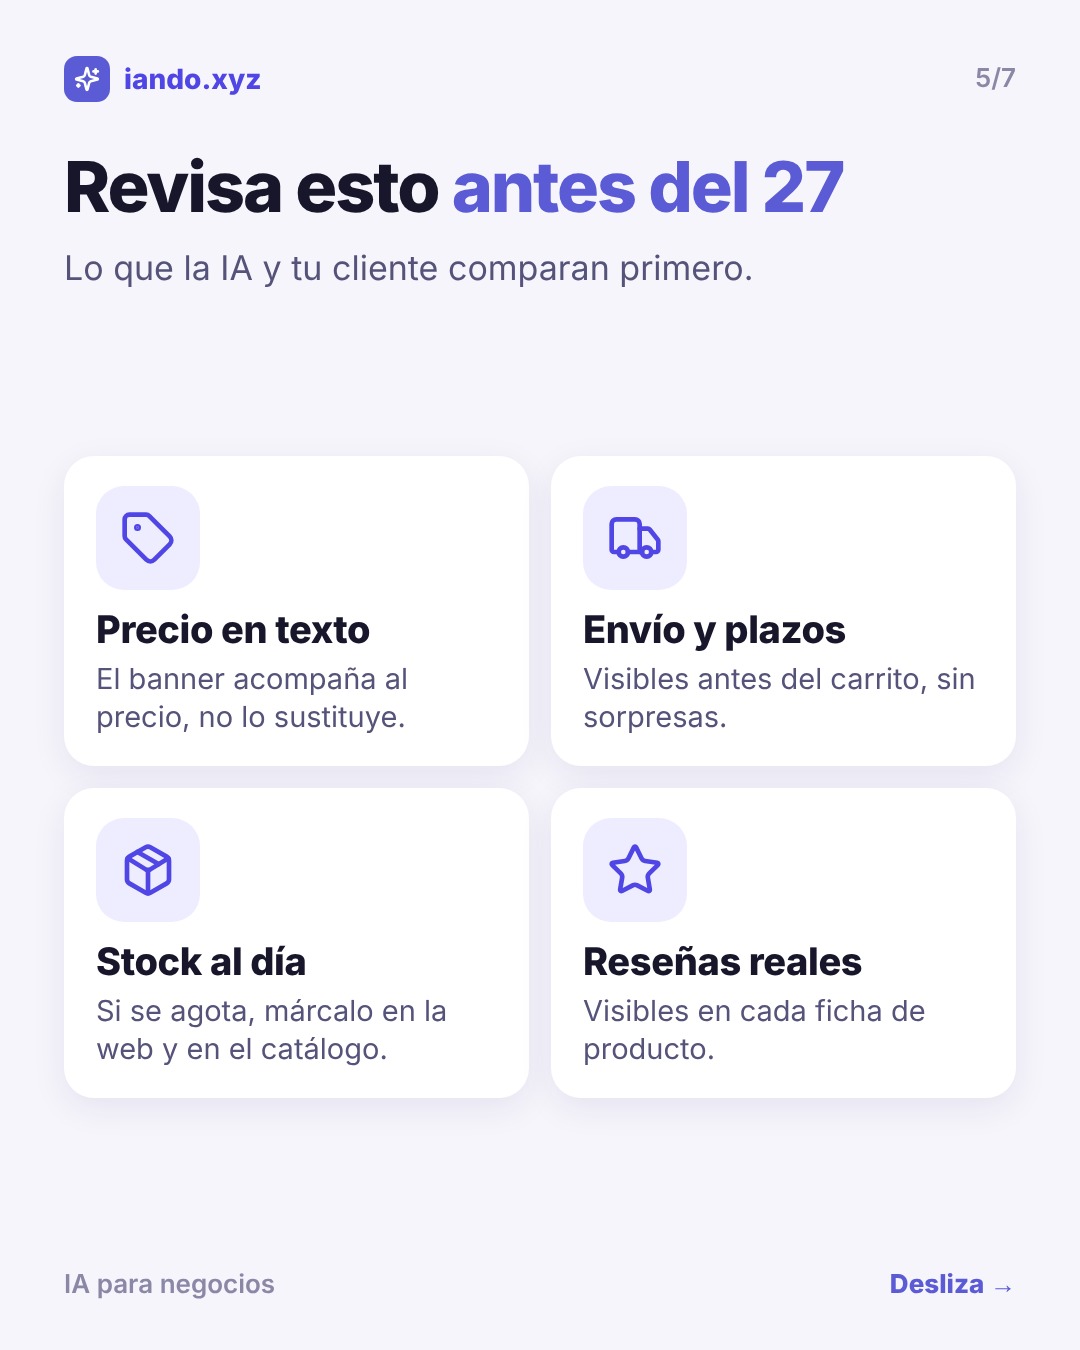 iando.xyz
5/7
Revisa esto antes del 27
Lo que la IA y tu cliente comparan primero.
Precio en texto
El banner acompaña al
precio, no lo sustituye.
Envío y plazos
Visibles antes del carrito, sin
sorpresas.
Stock al día
Si se agota, márcalo en la
web y en el catálogo.
Reseñas reales
Visibles en cada ficha de
producto.
IA para negocios
Desliza →